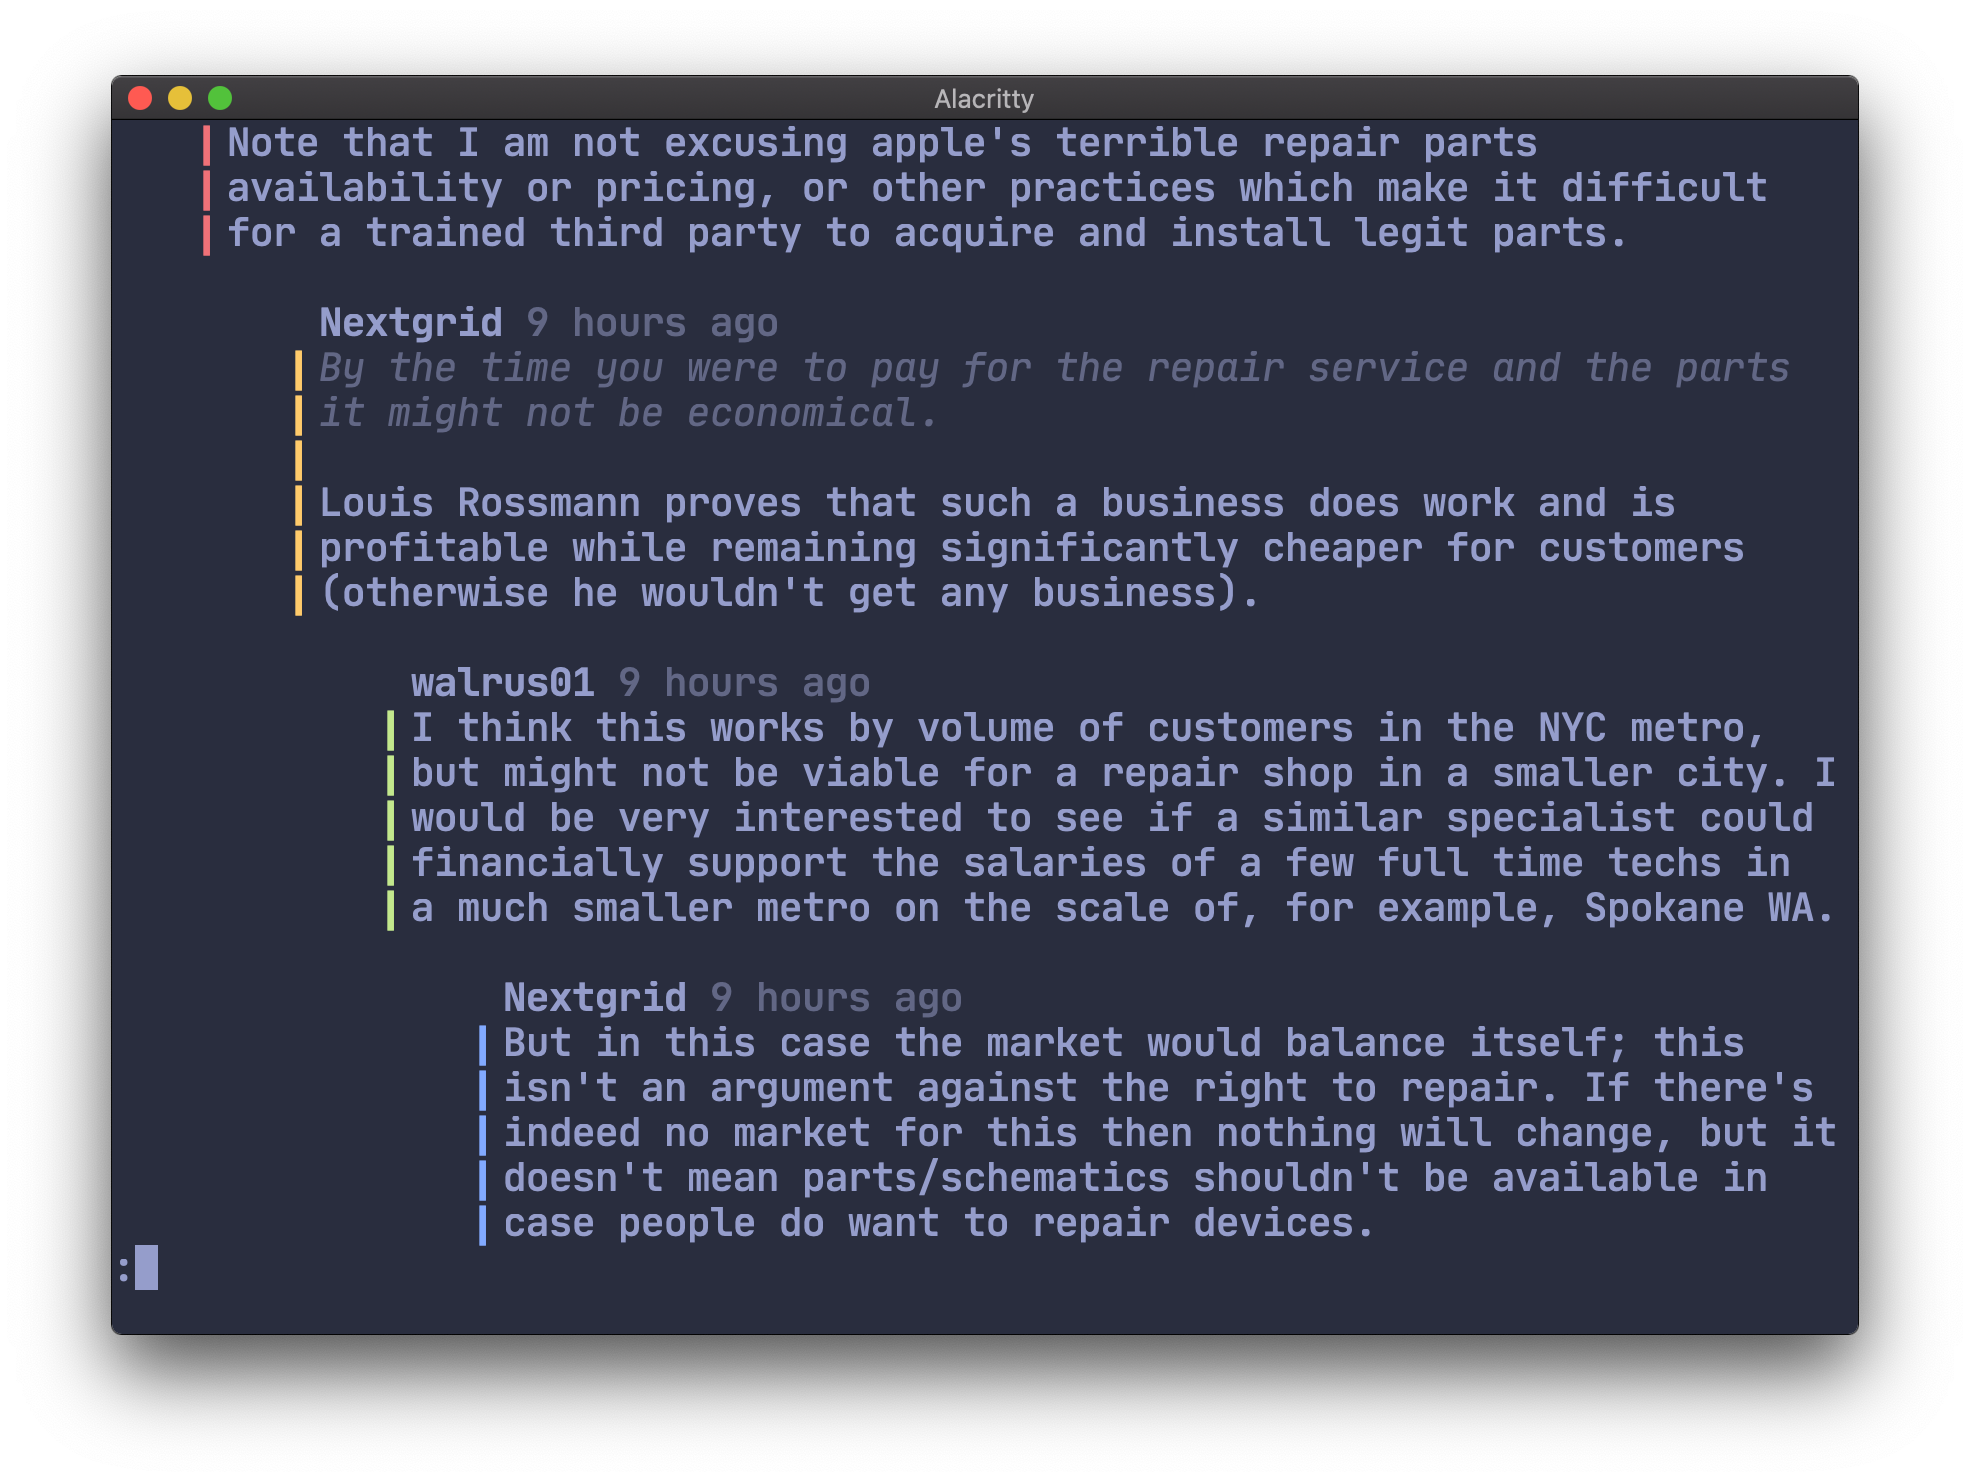 Alacritty
Note that I am not excusing apple's terrible repair parts
availability or pricing, or other practices which make it difficult
for a trained third party to acquire and install legit parts.
Nextgrid 9 hours ago
By the time you were to pay for the repair service and the parts
it might not be economical.
Louis Rossmann proves that such a business does work and is
profitable while remaining significantly cheaper for customers
(otherwise he wouldn't get any business).
walrus01 9 hours ago
I think this works by volume of customers in the NYC metro,
but might not be viable for a repair shop in a smaller city. I
would be very interested to see if a similar specialist could
financially support the salaries of a few full time techs in
a much smaller metro on the scale of, for example, Spokane WA.
Nextgrid 9 hours ago
But in this case the market would balance itself; this
isn't an argument against the right to repair. If there's
indeed no market for this then nothing will change, but it
doesn't mean parts/schematics shouldn't be available in
case people do want to repair devices.
: